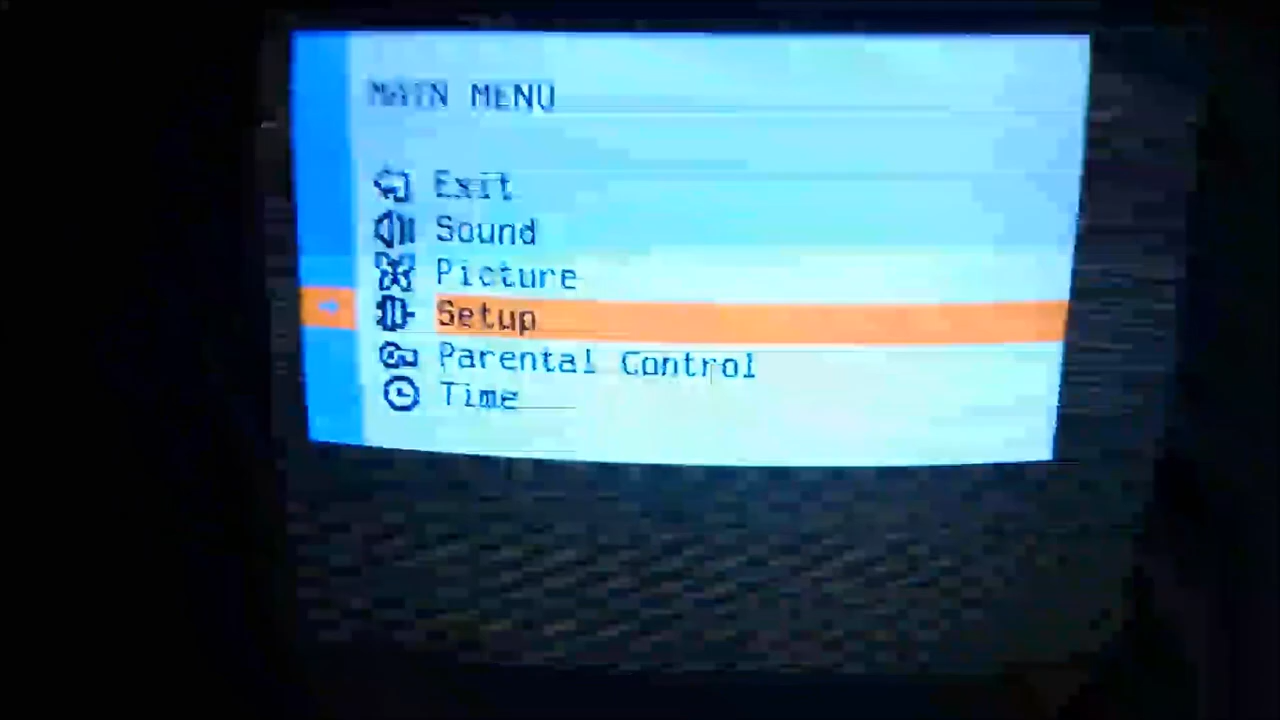 MAIN MENU
Exit
Sound
Picture
Setup
Parental Control
Time